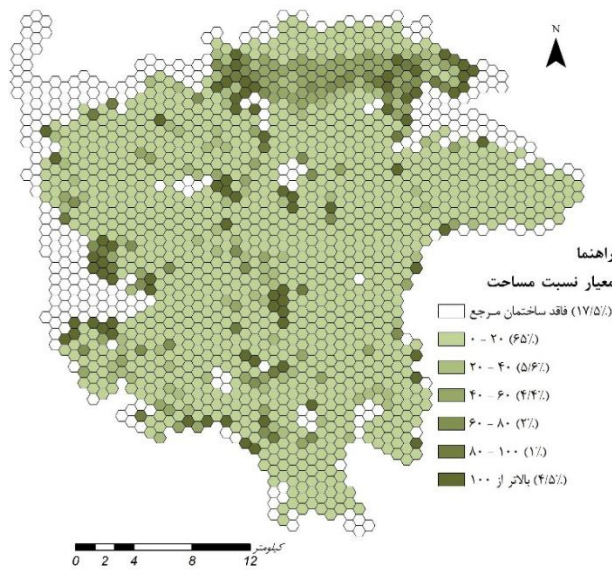 N
راهنما
معیار نسبت مساحت
فاقد ساختمان مرجع (۱۷/۵٪)
۰ - ۲۰ (۶۵٪)
۲۰ - ۴۰ (۵/۶٪)
۴۰ - ۶۰ (۴/۴٪)
۶۰ - ۸۰ (۲٪)
۸۰ - ۱۰۰ (۱٪)
بالاتر از ۱۰۰ (۴/۵٪)
کیلومتر
0 2 4 8 12